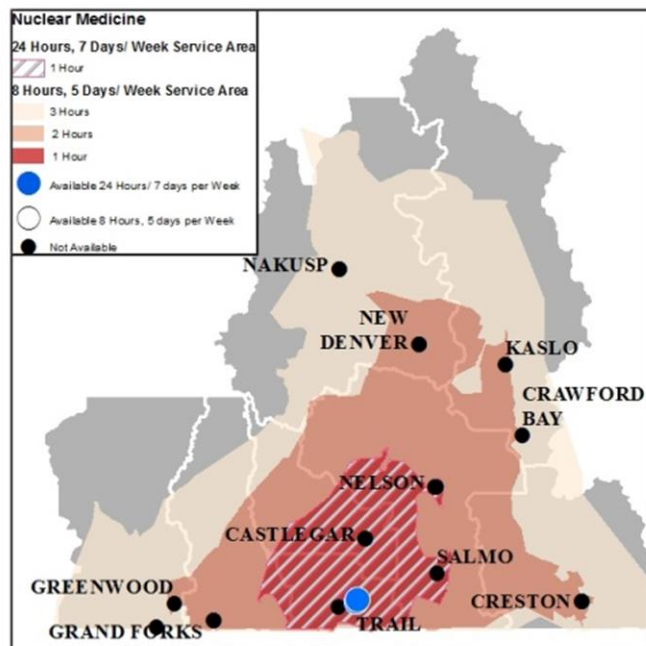 Nuclear Medicine
24 Hours, 7 Days/ Week Service Area
1 Hour
8 Hours, 5 Days/ Week Service Area
3 Hours
2 Hours
1 Hour
Available 24 Hours/ 7 days per Week
Available 8 Hours, 5 days per Week
Not Available
NAKUSP
NEW
DENVER
KASLO
CRAWFORD
BAY
NELSON
CASTLEGAR
SALMO
GREENWOOD
CRESTON
GRAND FORKS
TRAIL